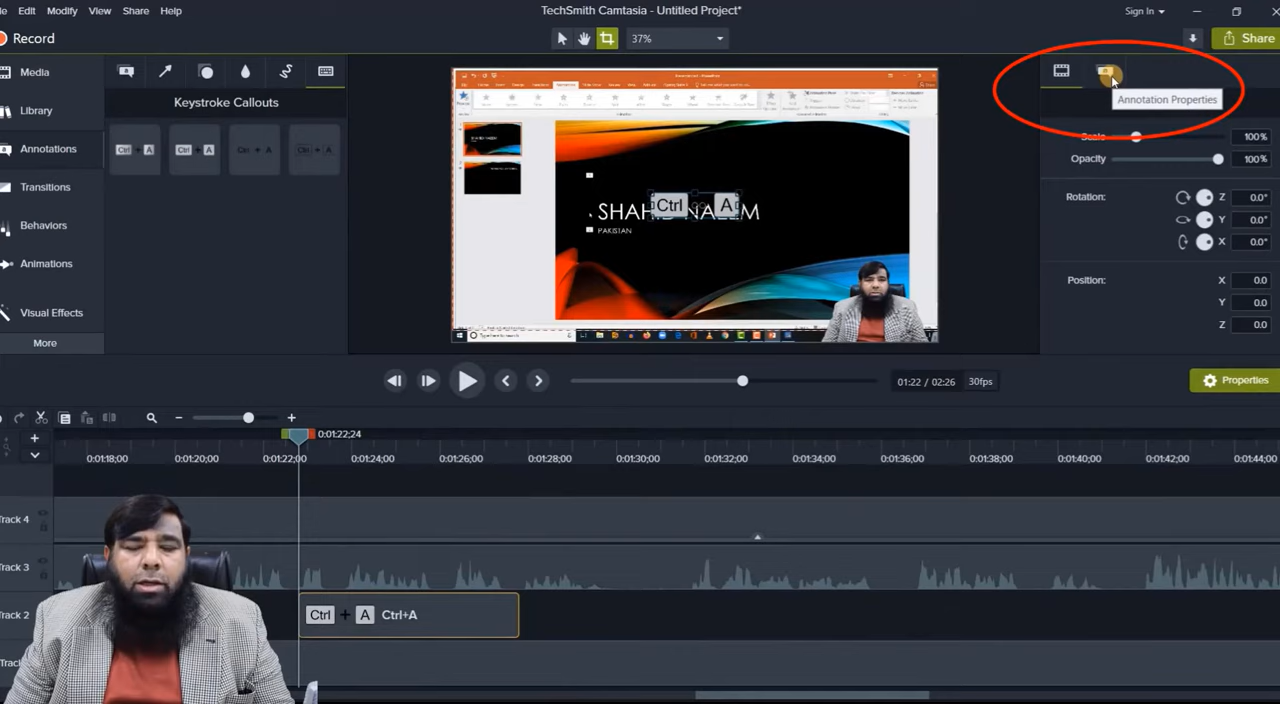 TechSmith Camtasia - Untitled Project*
Edit Modify View Share Help
Sign In
Record
37%
Share
Media
Library
Annotations
Transitions
Behaviors
Animations
Visual Effects
More
Keystroke Callouts
Ctrl + A
Ctrl + A
Ctrl + A
Ctrl + A
SHAHID NAEEM
PAKISTAN
Ctrl A
Annotation Properties
Scale 100%
Opacity 100%
Rotation: Z 0.0°
Y 0.0°
X 0.0°
Position: X 0.0
Y 0.0
Z 0.0
01:22 / 02:26 30fps
Properties
0:01:22;24
0:01:18;00 0:01:20;00 0:01:22;00 0:01:24;00 0:01:26;00 0:01:28;00 0:01:30;00 0:01:32;00 0:01:34;00 0:01:36;00 0:01:38;00 0:01:40;00 0:01:42;00 0:01:44;00
Track 4
Track 3
Track 2
Ctrl + A Ctrl+A
Track